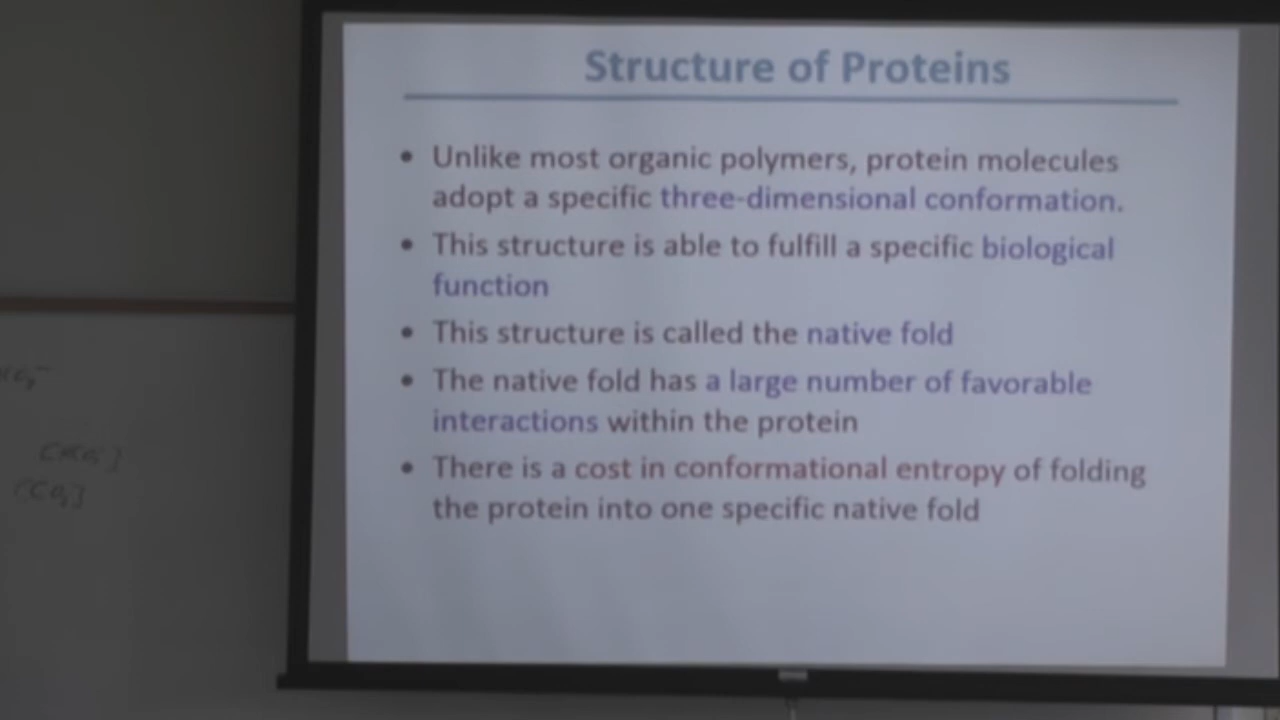 Structure of Proteins
• Unlike most organic polymers, protein molecules
adopt a specific three-dimensional conformation.
• This structure is able to fulfill a specific biological
function
• This structure is called the native fold
• The native fold has a large number of favorable
interactions within the protein
• There is a cost in conformational entropy of folding
the protein into one specific native fold